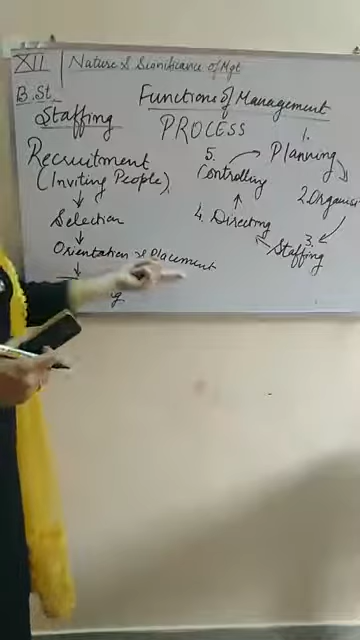 XII
Nature & Significance of Mgt
B.St.
Functions of Management
Staffing
PROCESS
Recruitment
(Inviting People)
Selection
Orientation & Placement
1.
Planning
2.
3.
Staffing
4. Directing
5.
Controlling